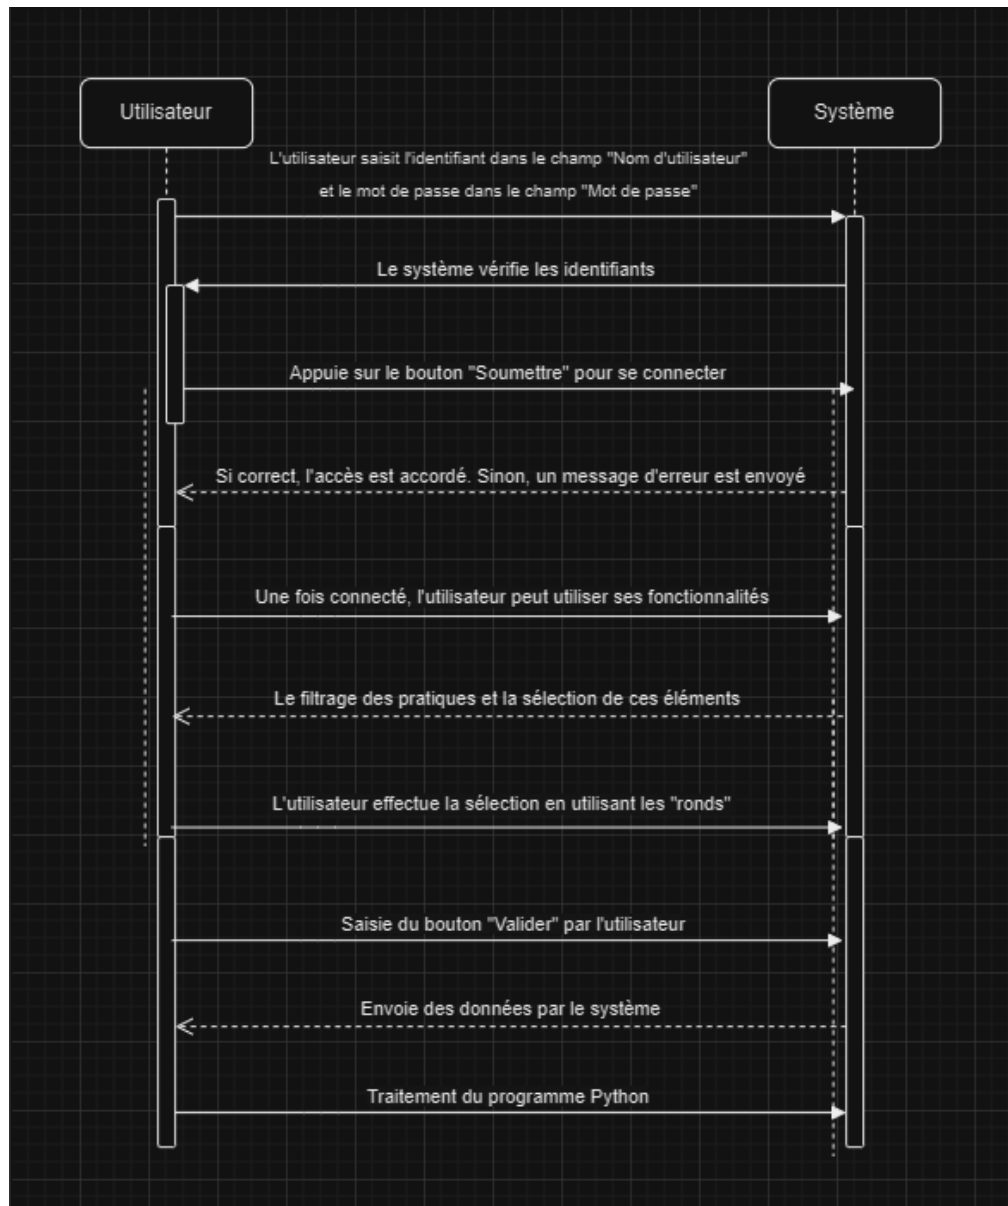 Utilisateur
Système
L'utilisateur saisit l'identifiant dans le champ "Nom d'utilisateur"
et le mot de passe dans le champ "Mot de passe"
Le système vérifie les identifiants
Appuie sur le bouton "Soumettre" pour se connecter
Si correct, l'accès est accordé. Sinon, un message d'erreur est envoyé
Une fois connecté, l'utilisateur peut utiliser ses fonctionnalités
Le filtrage des pratiques et la sélection de ces éléments
L'utilisateur effectue la sélection en utilisant les "ronds"
Saisie du bouton "Valider" par l'utilisateur
Envoie des données par le système
Traitement du programme Python